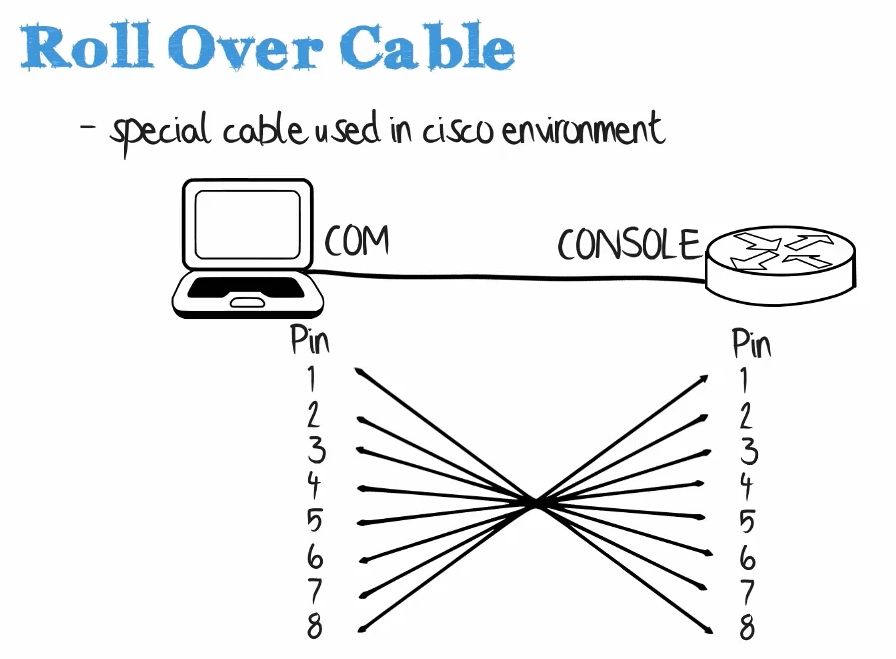 Roll Over Cable
- special cable used in cisco environment
COM CONSOLE
Pin Pin
1 1
2 2
3 3
4 4
5 5
6 6
7 7
8 8